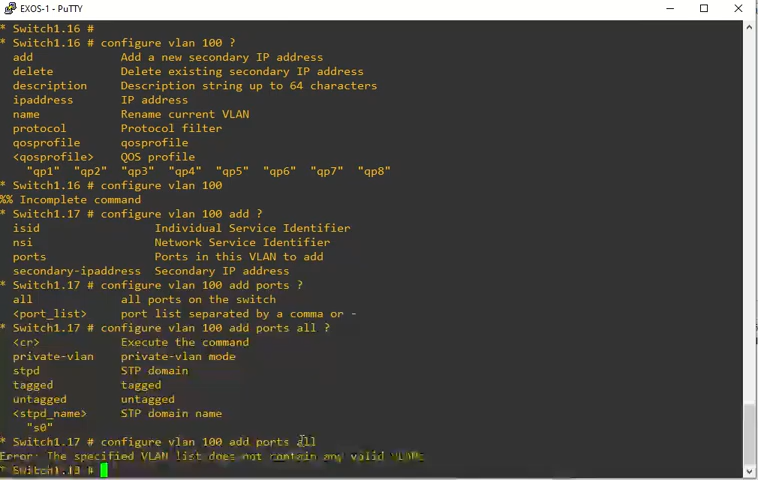 EXOS-1 - PuTTY
* Switch1.16 #
* Switch1.16 # configure vlan 100 ?
add Add a new secondary IP address
delete Delete existing secondary IP address
description Description string up to 64 characters
ipaddress IP address
name Rename current VLAN
protocol Protocol filter
qosprofile qosprofile
<qosprofile> QOS profile
"qp1" "qp2" "qp3" "qp4" "qp5" "qp6" "qp7" "qp8"
* Switch1.16 # configure vlan 100
%% Incomplete command
* Switch1.17 # configure vlan 100 add ?
isid Individual Service Identifier
nsi Network Service Identifier
ports Ports in this VLAN to add
secondary-ipaddress Secondary IP address
* Switch1.17 # configure vlan 100 add ports ?
all all ports on the switch
<port_list> port list separated by a comma or -
* Switch1.17 # configure vlan 100 add ports all ?
<cr> Execute the command
private-vlan private-vlan mode
stpd STP domain
tagged tagged
untagged untagged
<stpd_name> STP domain name
"s0"
* Switch1.17 # configure vlan 100 add ports all
Error: The specified VLAN list does not contain any valid VLANs
* Switch1.18 #